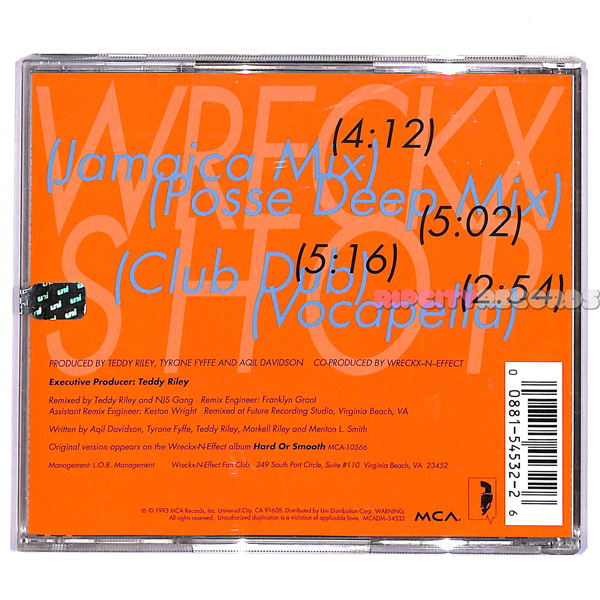 WRECKX
SHOP
(4:12)
(Jamaica Mix)
(Posse Deep Mix)
(5:02)
(5:16)
(Club Dub)
(2:54)
(Vocapella)
RIPCITYRECORDS
uni uni
PRODUCED BY TEDDY RILEY, TYRONE FYFFE AND AQIL DAVIDSON CO-PRODUCED BY WRECKX–N–EFFECT
Executive Producer: Teddy Riley
Remixed by Teddy Riley and NJS Gang Remix Engineer: Franklyn Grant
Assistant Remix Engineer: Keston Wright Remixed at Future Recording Studio, Virginia Beach, VA
Written by Aqil Davidson, Tyrone Fyffe, Teddy Riley, Markell Riley and Menton L. Smith
Original version appears on the Wreckx-N-Effect album Hard Or Smooth MCA-10566
Management: L.O.R. Management Wreckx-N-Effect Fan Club 349 South Port Circle, Suite #110 Virginia Beach, VA 23452
℗ © 1993 MCA Records, Inc. Universal City, CA 91608. Distributed by Uni Distribution Corp. WARNING.
All rights reserved. Unauthorized duplication is a violation of applicable laws. MCADM-54532
MCA.
0 0881-54532-2 6